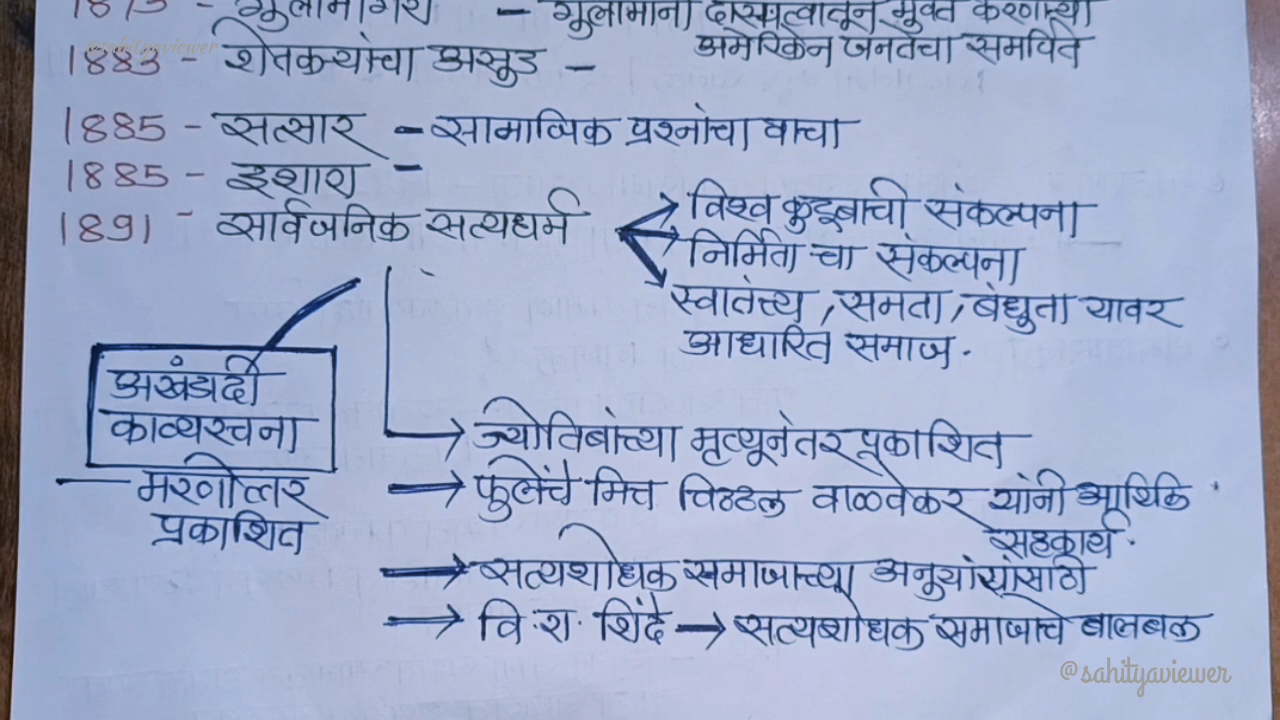 1873 - गुलामगिरी - गुलामांना दास्यत्वातून मुक्त करणाऱ्या
अमेरिकन जनतेचा समर्पित
@sahityaviewer
1883 - शेतकऱ्यांचा असुड -
1885 - सत्सार - सामाजिक प्रश्नांचा वाचा
1885 - इशारा -
1891 - सार्वजनिक सत्यधर्म
विश्व कुटुंबाची संकल्पना
निर्मिता चा संकल्पना
स्वातंत्र्य, समता, बंधुता यावर
आधारित समाज.
अखंडादी
काव्यरचना
मरणोत्तर
प्रकाशित
ज्योतिबांच्या मृत्यूनंतर प्रकाशित
फुलेंचे मित्र विठ्ठल वाळवेकर यांनी आर्थिक
सहकार्य.
सत्यशोधक समाजाच्या अनुयायांसाठी
वि. रा. शिंदे → सत्यशोधक समाजाचे बालबल
@sahityaviewer